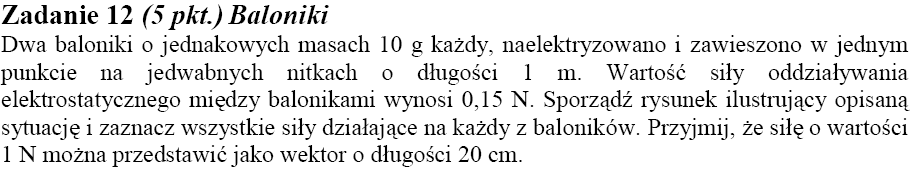 Zadanie 12 (5 pkt.) Baloniki
Dwa baloniki o jednakowych masach 10 g każdy, naelektryzowano i zawieszono w jednym
punkcie na jedwabnych nitkach o długości 1 m. Wartość siły oddziaływania
elektrostatycznego między balonikami wynosi 0,15 N. Sporządź rysunek ilustrujący opisaną
sytuację i zaznacz wszystkie siły działające na każdy z baloników. Przyjmij, że siłę o wartości
1 N można przedstawić jako wektor o długości 20 cm.